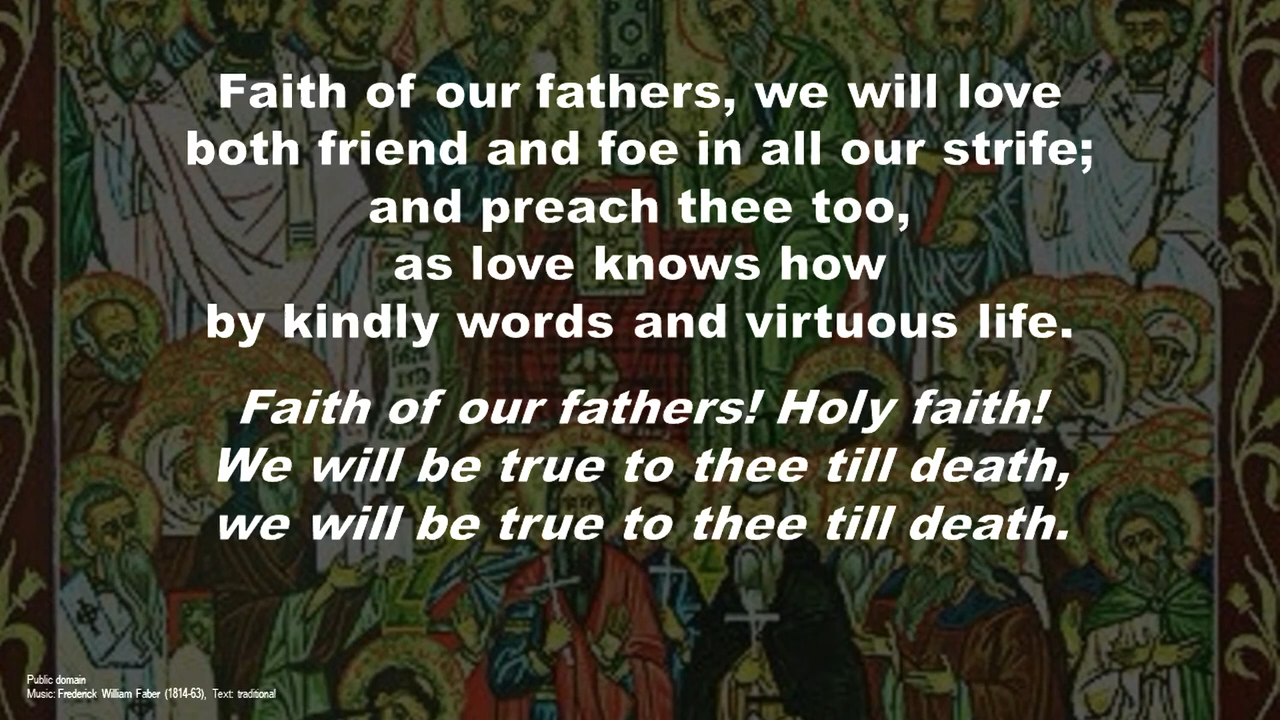 Faith of our fathers, we will love
both friend and foe in all our strife;
and preach thee too,
as love knows how
by kindly words and virtuous life.
Faith of our fathers! Holy faith!
We will be true to thee till death,
we will be true to thee till death.
Public domain
Music: Frederick William Faber (1814-63), Text: traditional